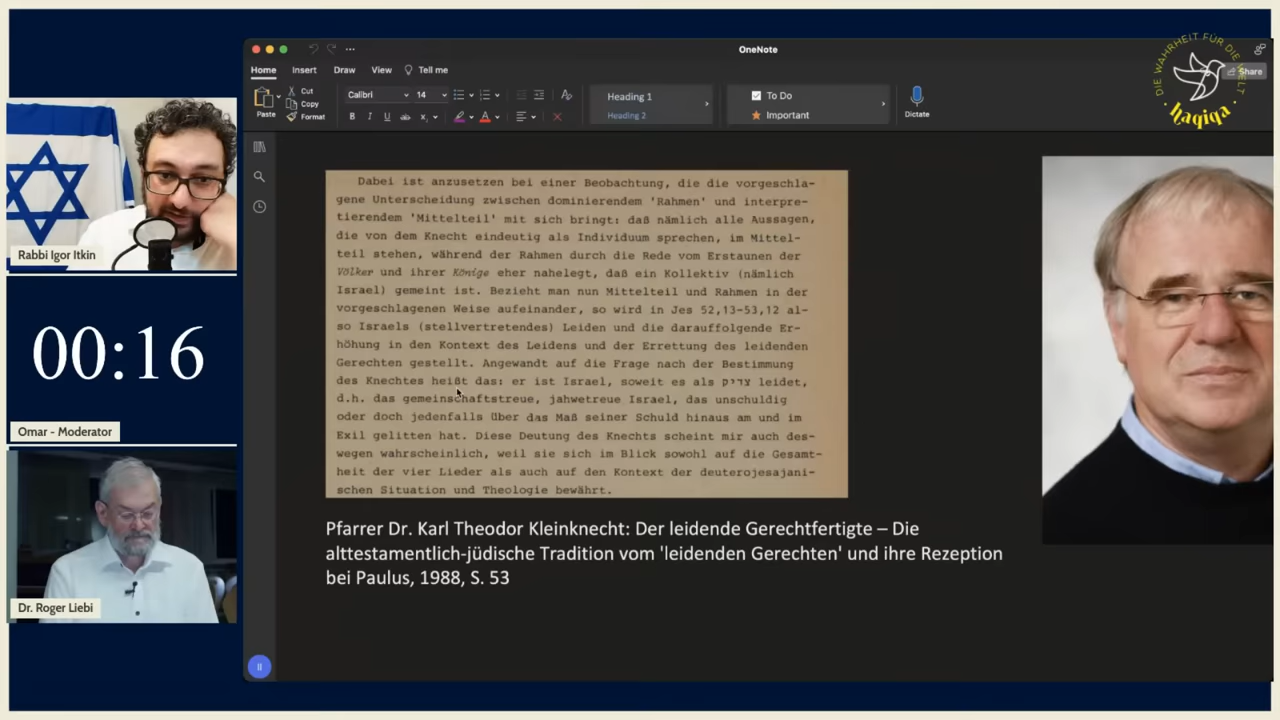 OneNote
Home Insert Draw View Tell me
Share
Paste
Cut
Copy
Format
Calibri 14
Heading 1
Heading 2
To Do
Important
Dictate
DIE WAHRHEIT FÜR DIE WELT
haqiqa
Rabbi Igor Itkin
00:16
Omar - Moderator
Dr. Roger Liebi
Dabei ist anzusetzen bei einer Beobachtung, die die vorgeschla-
gene Unterscheidung zwischen dominierendem 'Rahmen' und interpre-
tierendem 'Mittelteil' mit sich bringt: daß nämlich alle Aussagen,
die von dem Knecht eindeutig als Individuum sprechen, im Mittel-
teil stehen, während der Rahmen durch die Rede vom Erstaunen der
Völker und ihrer Könige eher nahelegt, daß ein Kollektiv (nämlich
Israel) gemeint ist. Bezieht man nun Mittelteil und Rahmen in der
vorgeschlagenen Weise aufeinander, so wird in Jes 52,13-53,12 al-
so Israels (stellvertretendes) Leiden und die darauffolgende Er-
höhung in den Kontext des Leidens und der Errettung des leidenden
Gerechten gestellt. Angewandt auf die Frage nach der Bestimmung
des Knechtes heißt das: er ist Israel, soweit es als צדיק leidet,
d.h. das gemeinschaftstreue, jahwetreue Israel, das unschuldig
oder doch jedenfalls über das Maß seiner Schuld hinaus am und im
Exil gelitten hat. Diese Deutung des Knechts scheint mir auch des-
wegen wahrscheinlich, weil sie sich im Blick sowohl auf die Gesamt-
heit der vier Lieder als auch auf den Kontext der deuterojesajani-
schen Situation und Theologie bewährt.
Pfarrer Dr. Karl Theodor Kleinknecht: Der leidende Gerechtfertigte – Die
alttestamentlich-jüdische Tradition vom 'leidenden Gerechten' und ihre Rezeption
bei Paulus, 1988, S. 53